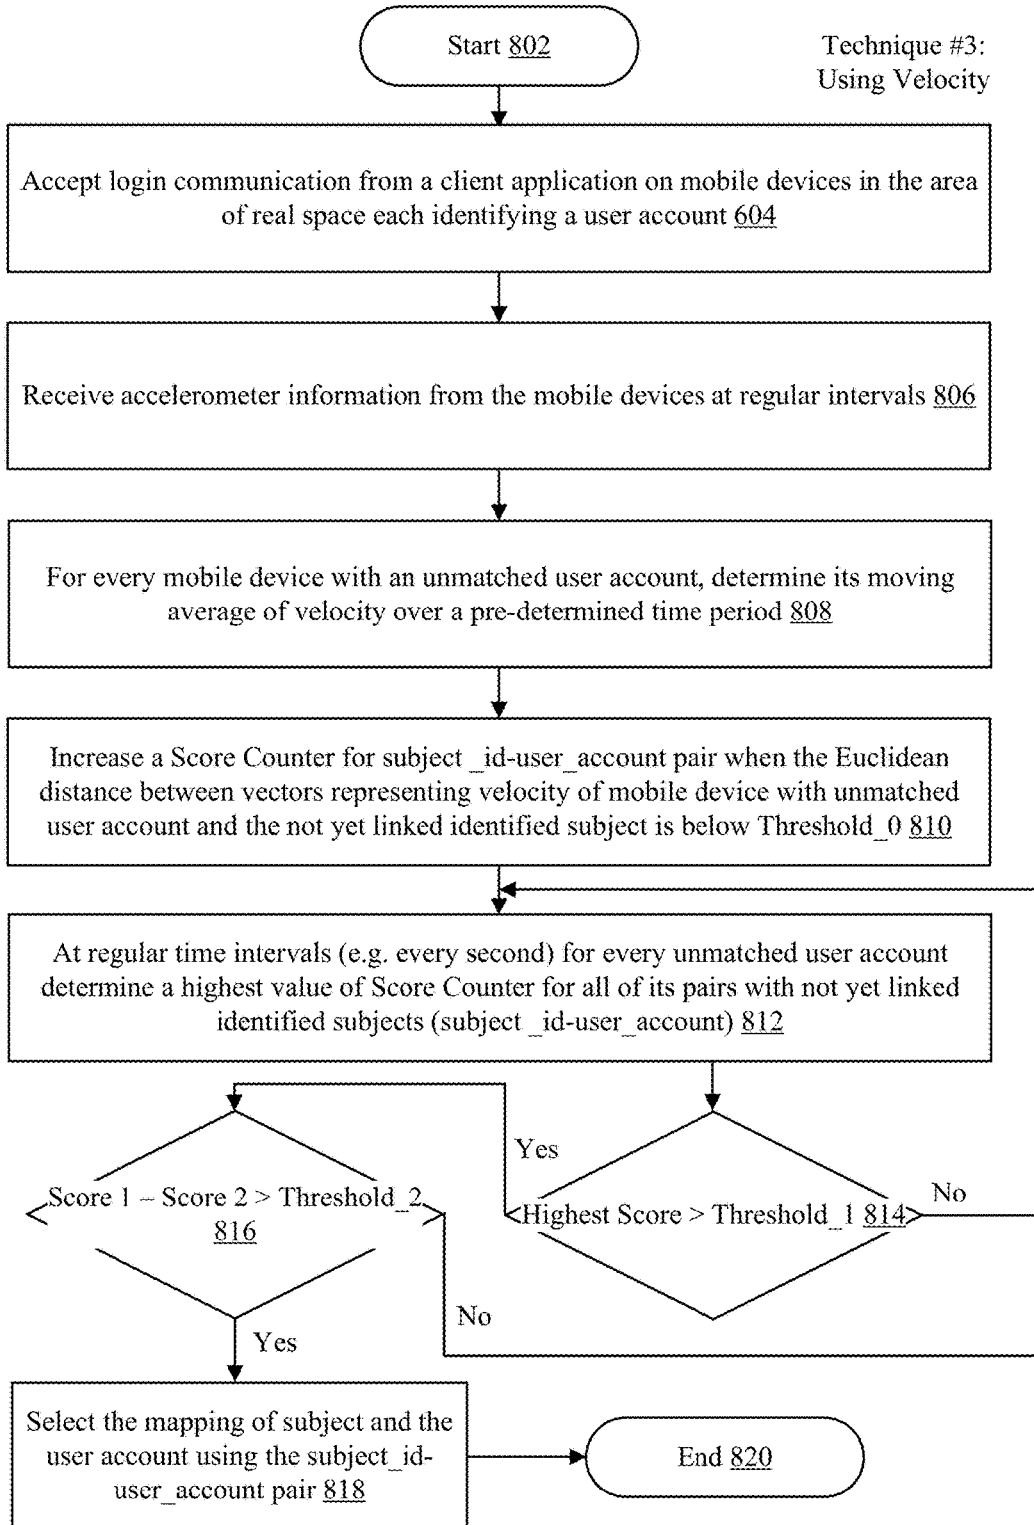 Start 802
Technique #3:
Using Velocity
Accept login communication from a client application on mobile devices in the area
of real space each identifying a user account 604
Receive accelerometer information from the mobile devices at regular intervals 806
For every mobile device with an unmatched user account, determine its moving
average of velocity over a pre-determined time period 808
Increase a Score Counter for subject _id-user_account pair when the Euclidean
distance between vectors representing velocity of mobile device with unmatched
user account and the not yet linked identified subject is below Threshold_0 810
At regular time intervals (e.g. every second) for every unmatched user account
determine a highest value of Score Counter for all of its pairs with not yet linked
identified subjects (subject _id-user_account) 812
Yes
Score 1 – Score 2 > Threshold_2
816
Highest Score > Threshold_1 814
No
No
Yes
Select the mapping of subject and the
user account using the subject_id-
user_account pair 818
End 820